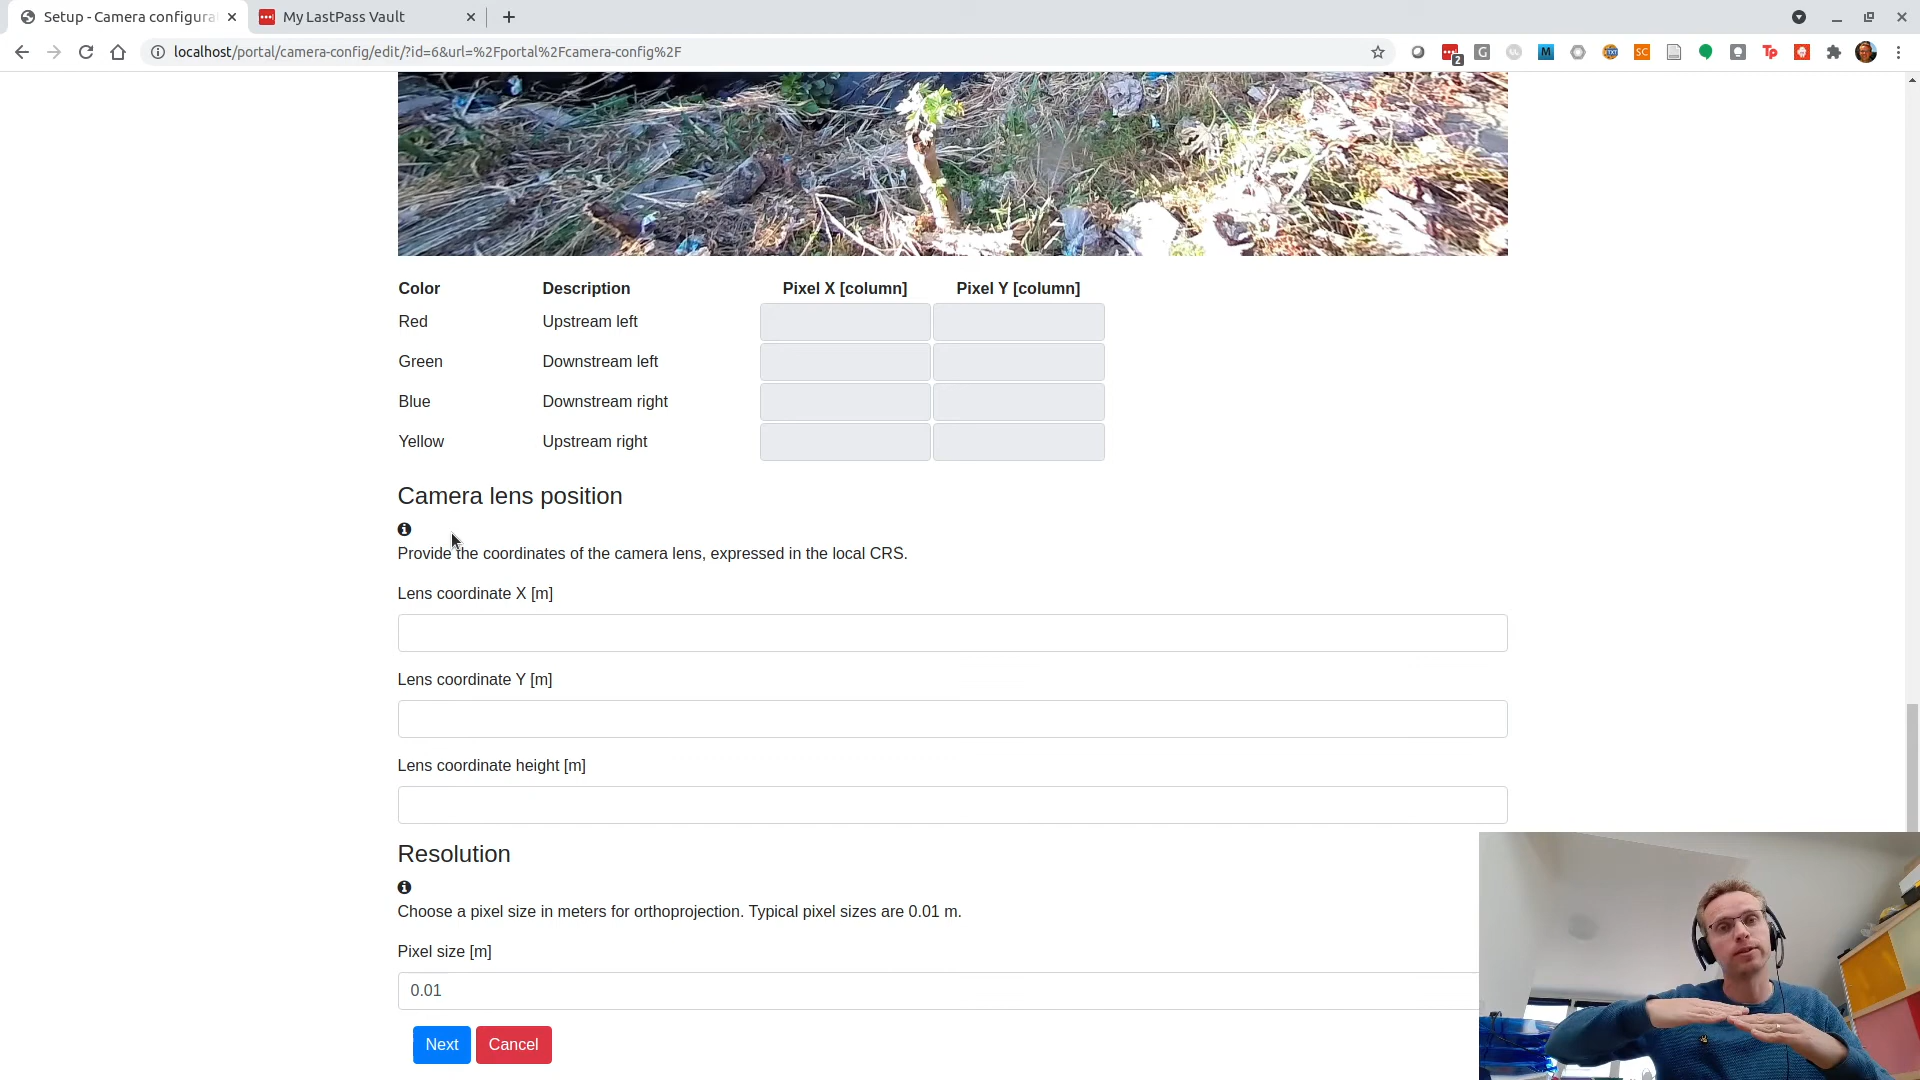 Setup - Camera configura
My LastPass Vault
localhost/portal/camera-config/edit/?id=6&url=%2Fportal%2Fcamera-config%2F
2
G
M
SC
Tp
Color Description Pixel X [column] Pixel Y [column]
Red Upstream left
Green Downstream left
Blue Downstream right
Yellow Upstream right
Camera lens position
Provide the coordinates of the camera lens, expressed in the local CRS.
Lens coordinate X [m]
Lens coordinate Y [m]
Lens coordinate height [m]
Resolution
Choose a pixel size in meters for orthoprojection. Typical pixel sizes are 0.01 m.
Pixel size [m]
0.01
Next Cancel